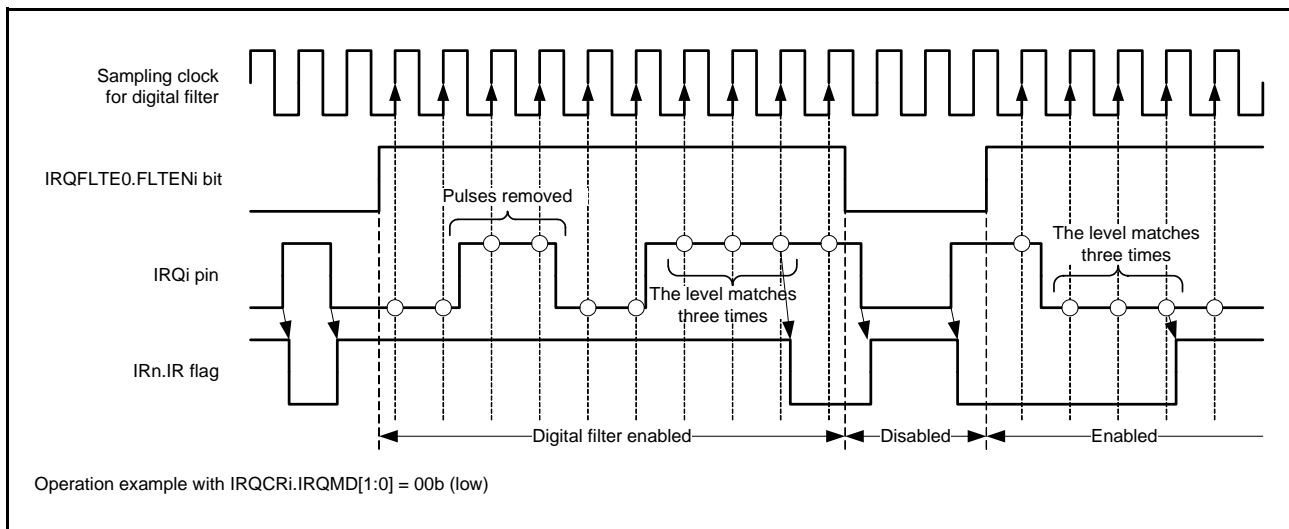 Sampling clock
for digital filter
IRQFLTE0.FLTENi bit
Pulses removed
The level matches
three times
IRQi pin
The level matches
three times
IRn.IR flag
Digital filter enabled
Disabled
Enabled
Operation example with IRQCRi.IRQMD[1:0] = 00b (low)